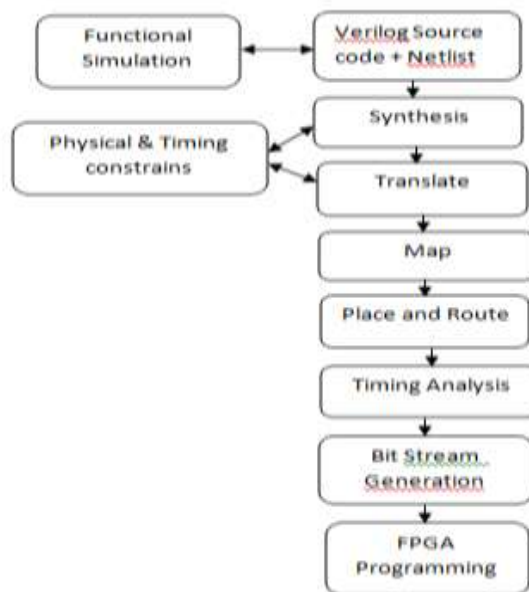 Functional
Simulation
Verilog Source
code + Netlist
Synthesis
Physical & Timing
constrains
Translate
Map
Place and Route
Timing Analysis
Bit Stream
Generation
FPGA
Programming